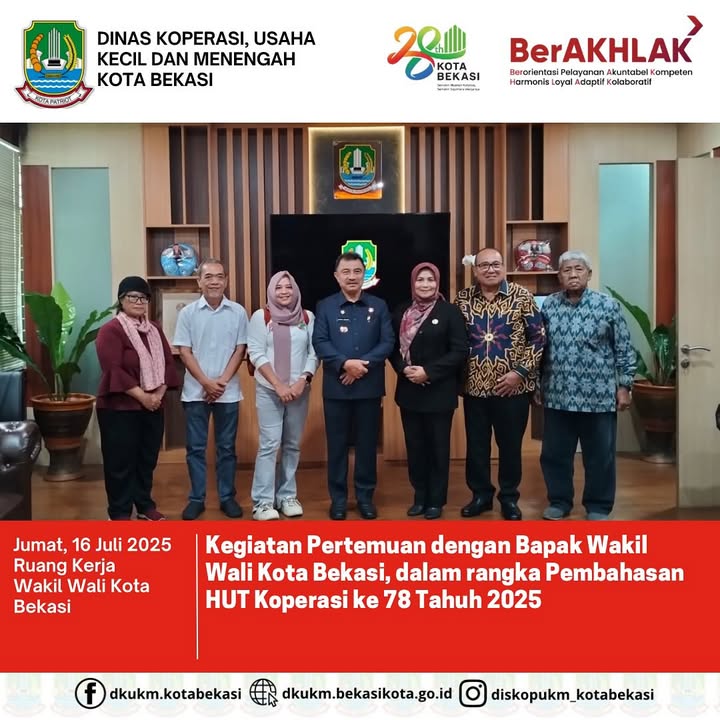 DINAS KOPERASI, USAHA
KECIL DAN MENENGAH
KOTA BEKASI
KOTA PATRIOT
28th
KOTA
BEKASI
BerAKHLAK
Berorientasi Pelayanan Akuntabel Kompeten
Harmonis Loyal Adaptif Kolaboratif
Jumat, 16 Juli 2025
Ruang Kerja
Wakil Wali Kota
Bekasi
Kegiatan Pertemuan dengan Bapak Wakil
Wali Kota Bekasi, dalam rangka Pembahasan
HUT Koperasi ke 78 Tahuh 2025
dkukm.kotabekasi
dkukm.bekasikota.go.id
diskopukm_kotabekasi